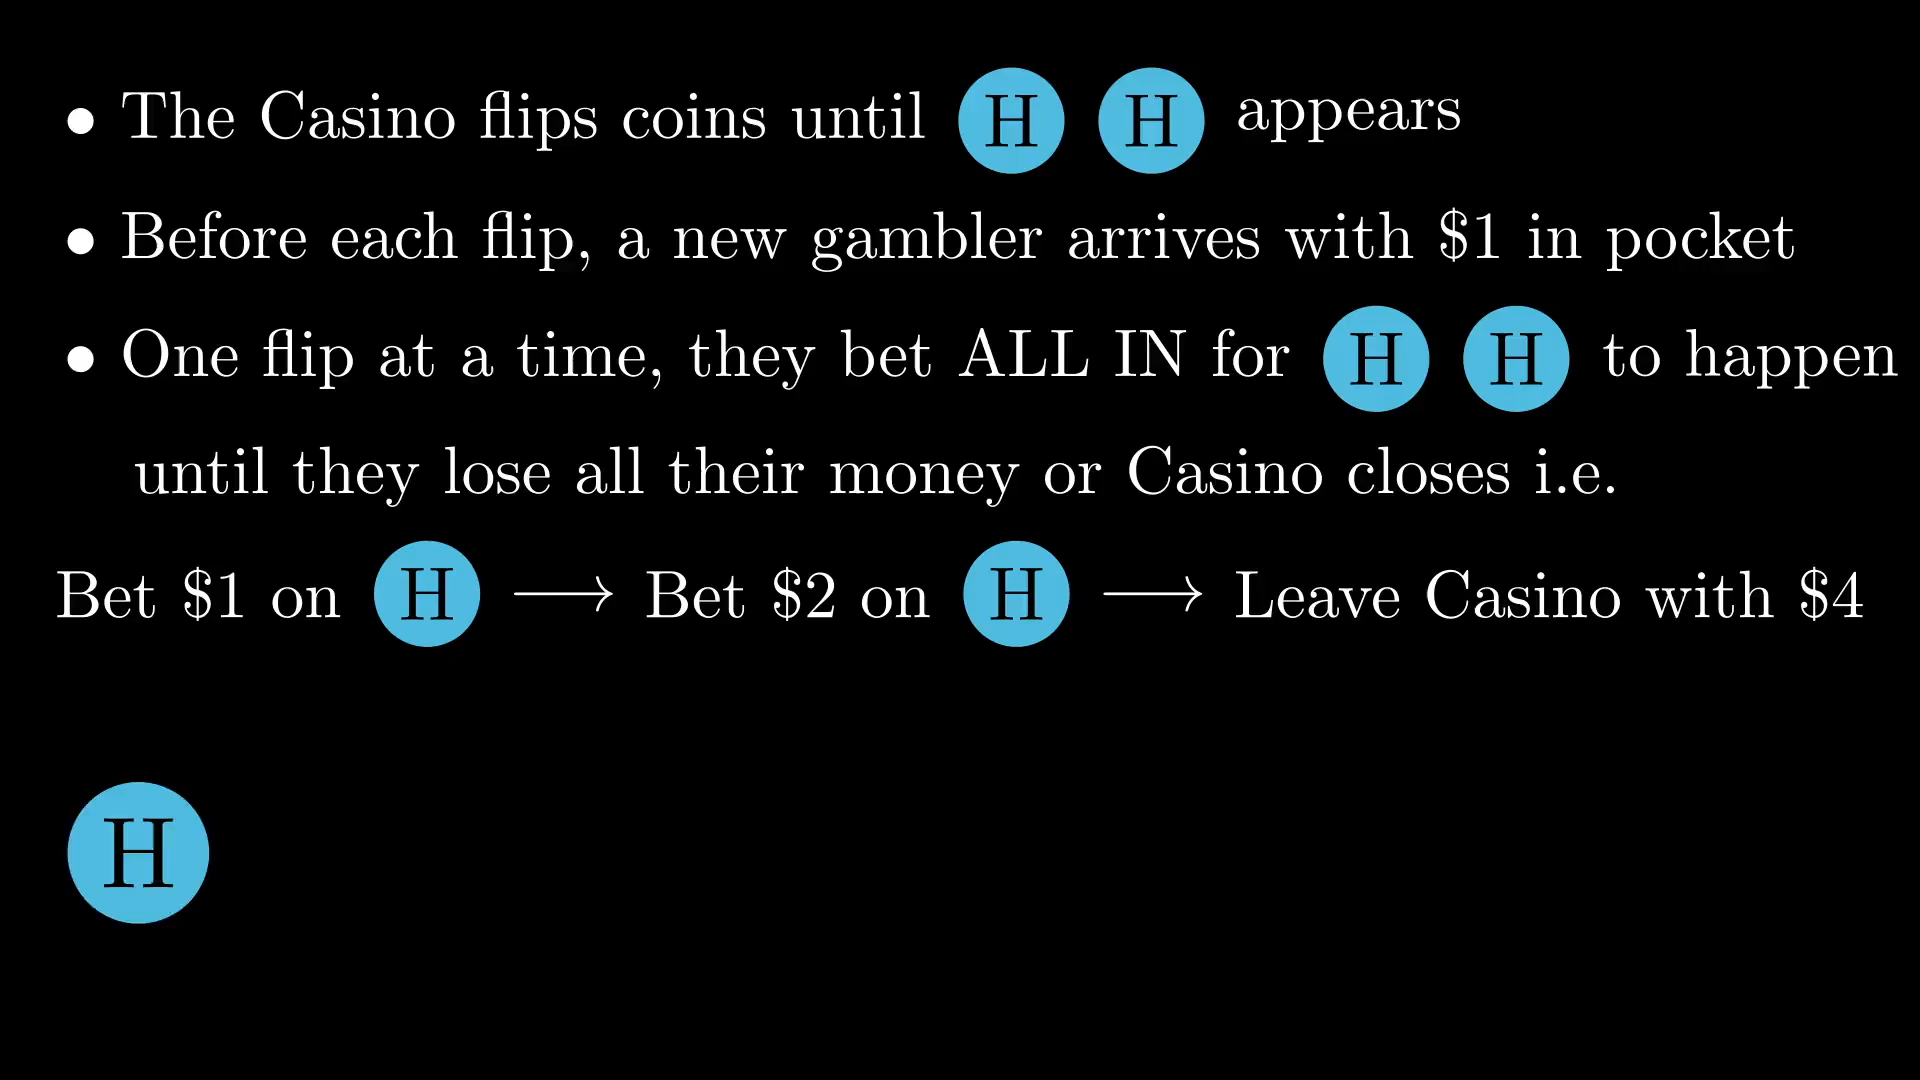 • The Casino flips coins until H H appears
• Before each flip, a new gambler arrives with $1 in pocket
• One flip at a time, they bet ALL IN for H H to happen
until they lose all their money or Casino closes i.e.
Bet $1 on H ⟶ Bet $2 on H ⟶ Leave Casino with $4
H